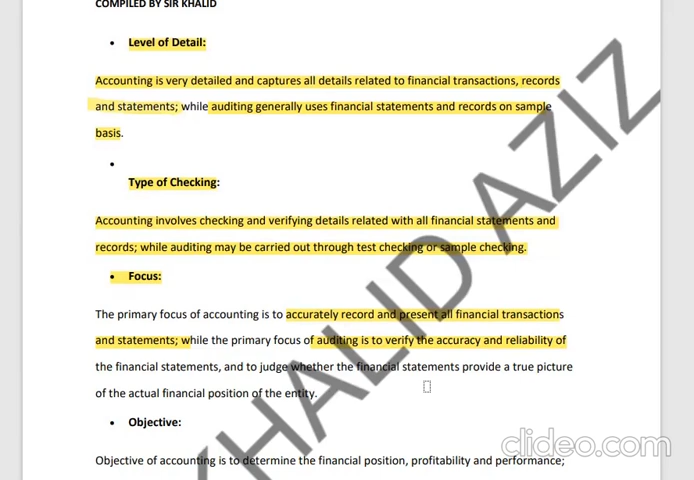 COMPILED BY SIR KHALID
• Level of Detail:
Accounting is very detailed and captures all details related to financial transactions, records
and statements; while auditing generally uses financial statements and records on sample
basis.
•
Type of Checking:
Accounting involves checking and verifying details related with all financial statements and
records; while auditing may be carried out through test checking or sample checking.
• Focus:
The primary focus of accounting is to accurately record and present all financial transactions
and statements; while the primary focus of auditing is to verify the accuracy and reliability of
the financial statements, and to judge whether the financial statements provide a true picture
of the actual financial position of the entity.
• Objective:
Objective of accounting is to determine the financial position, profitability and performance;
KHALID AZIZ
clideo.com